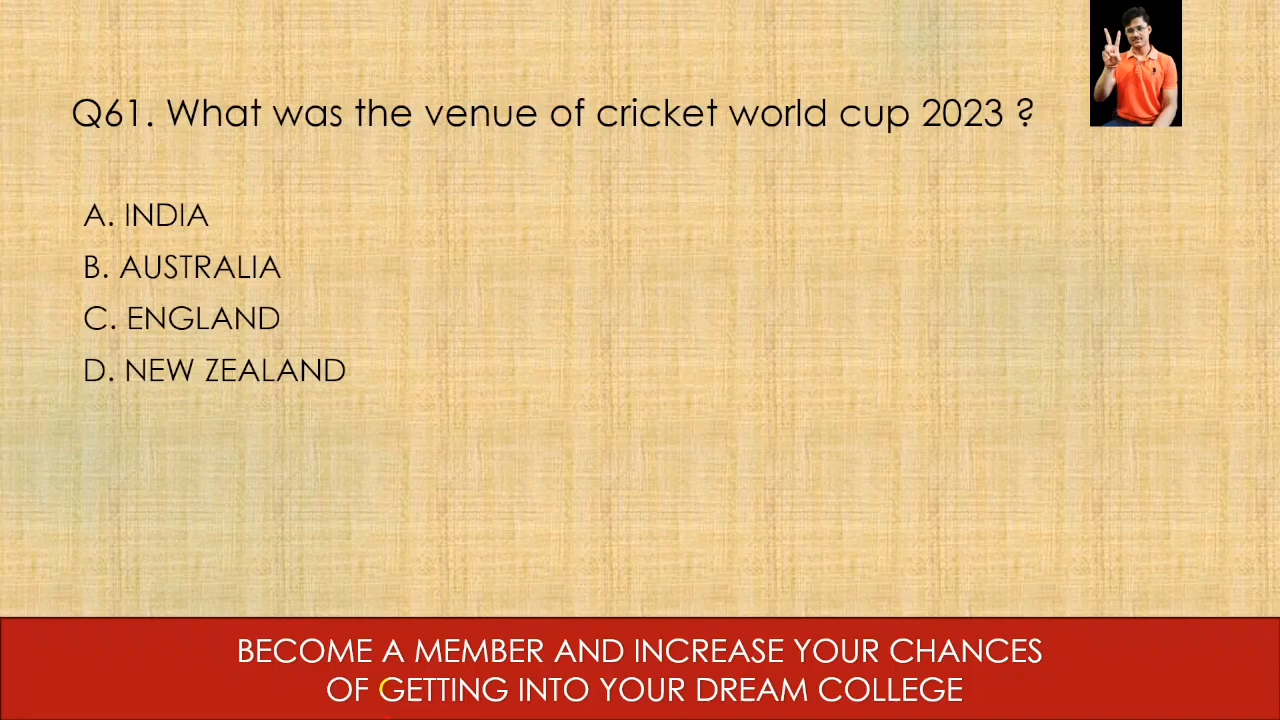 Q61. What was the venue of cricket world cup 2023 ?
A. INDIA
B. AUSTRALIA
C. ENGLAND
D. NEW ZEALAND
BECOME A MEMBER AND INCREASE YOUR CHANCES
OF GETTING INTO YOUR DREAM COLLEGE